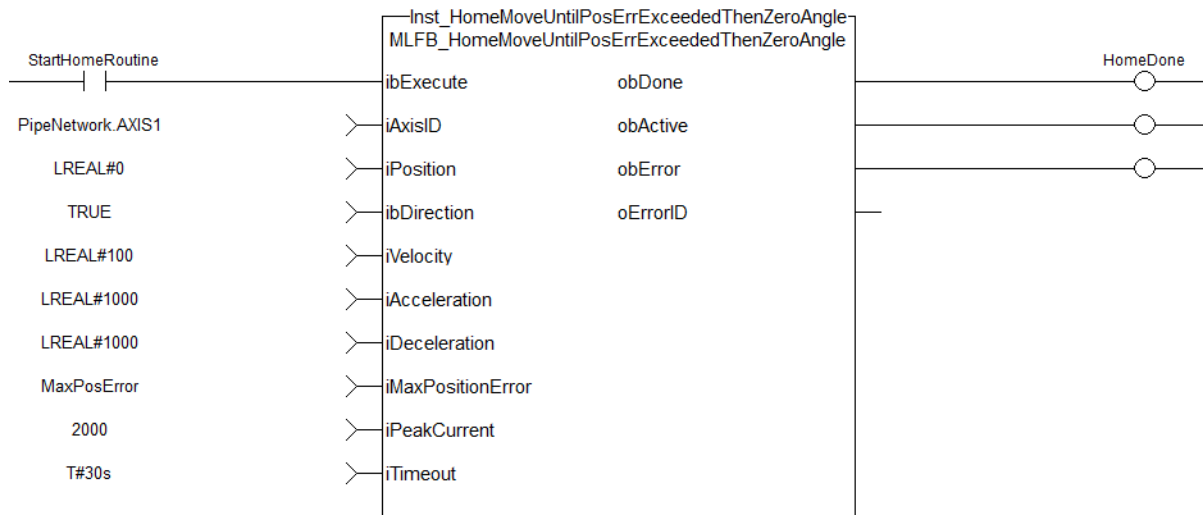 Inst_HomeMoveUntilPosErrExceededThenZeroAngle
MLFB_HomeMoveUntilPosErrExceededThenZeroAngle
StartHomeRoutine HomeDone
ibExecute obDone
PipeNetwork.AXIS1 iAxisID obActive
LREAL#0 iPosition obError
TRUE ibDirection oErrorID
LREAL#100 iVelocity
LREAL#1000 iAcceleration
LREAL#1000 iDeceleration
MaxPosError iMaxPositionError
2000 iPeakCurrent
T#30s iTimeout